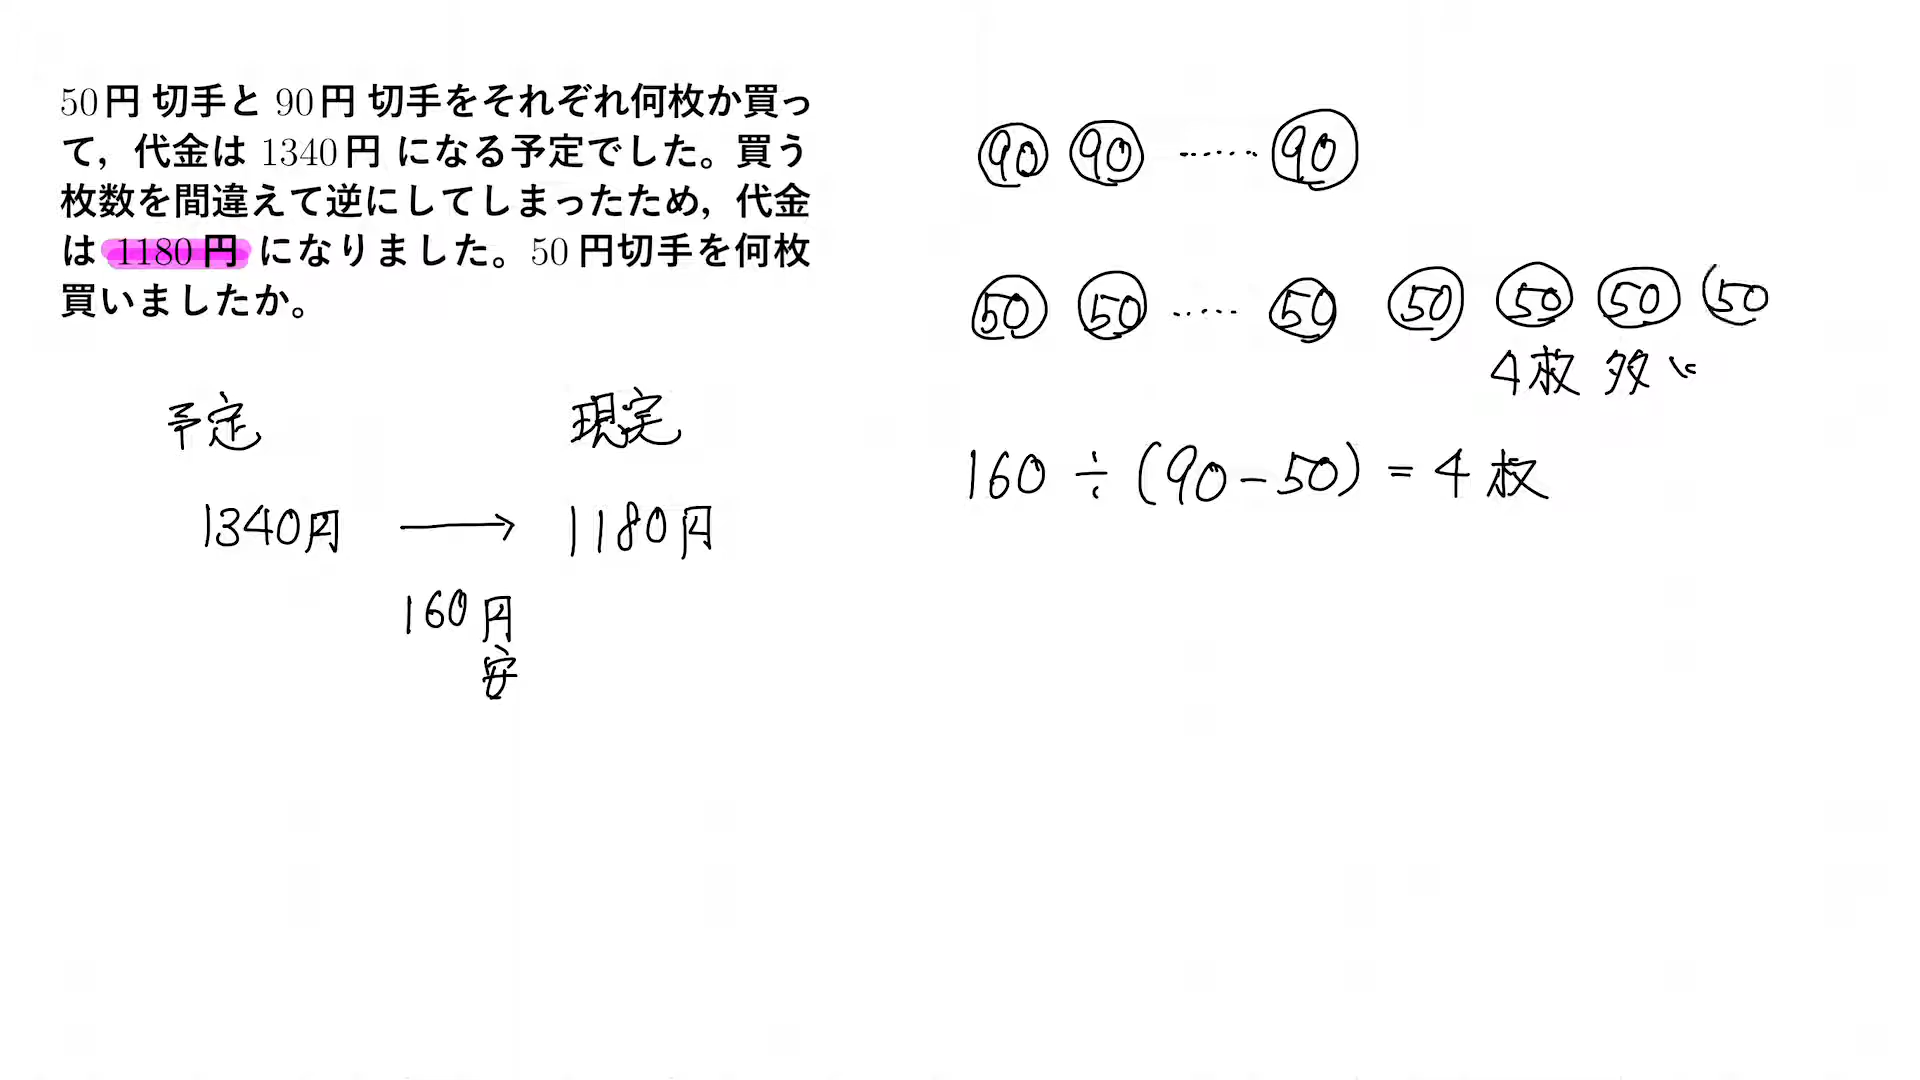 50円 切手と 90円 切手をそれぞれ何枚か買っ
て，代金は 1340円 になる予定でした。買う
枚数を間違えて逆にしてしまったため，代金
は 1180円 になりました。50 円切手を何枚
買いましたか。
予定 現実
1340円 → 1180円
160円
安
90 90 ...... 90
50 50 ..... 50 50 50 50 50
4枚 多い
160 ÷ (90-50) = 4 枚